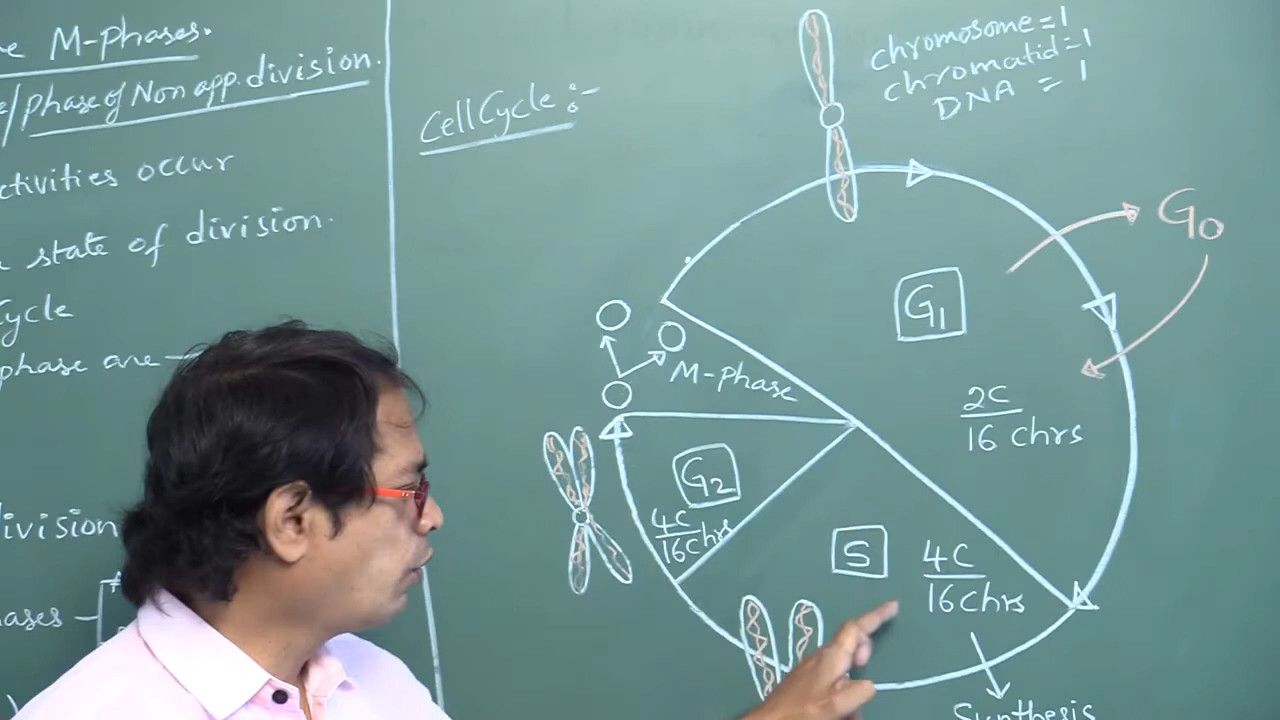 e M-Phases.
/Phase of Non app. division.
ctivities occur
state of division.
ycle
phase are
ivision
ases
Cell Cycle :-
chromosome = 1
chromatid = 1
DNA = 1
G0
G1
2C
16 Chrs
M-Phase
G2
4C
16 Chrs
S
4C
16 Chrs
Synthesis